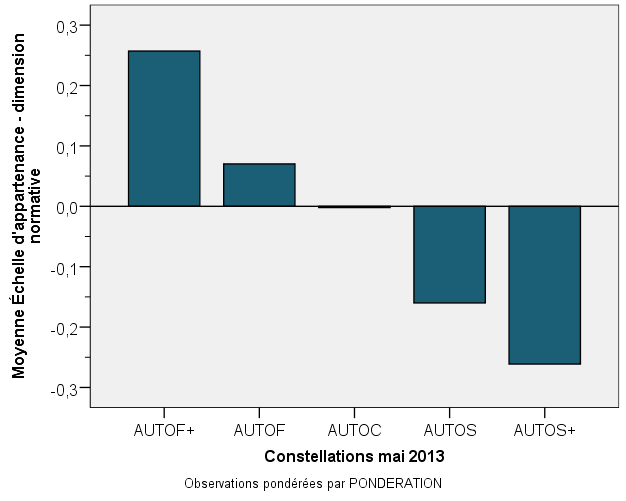 Moyenne Échelle d'appartenance - dimension
normative
0,3
0,2
0,1
0,0
-0,1
-0,2
-0,3
AUTOF+ AUTOF AUTOC AUTOS AUTOS+
Constellations mai 2013
Observations pondérées par PONDERATION